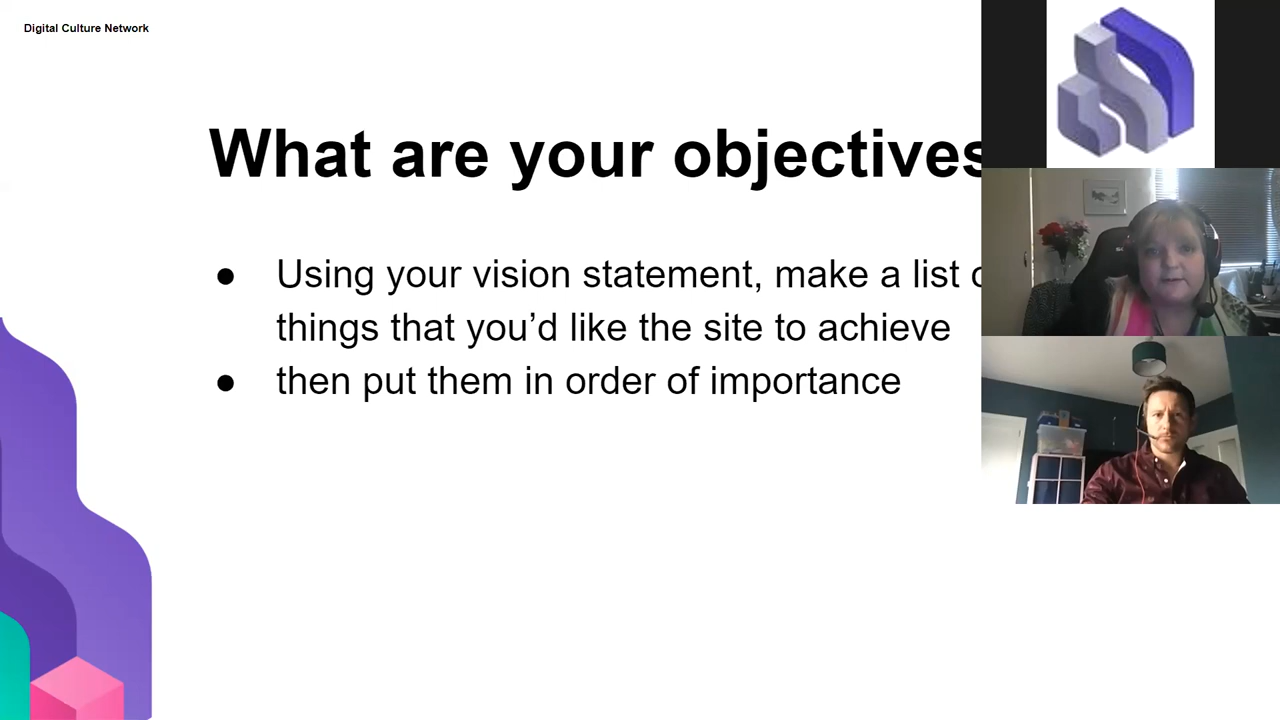 Digital Culture Network
What are your objectives
● Using your vision statement, make a list
things that you’d like the site to achieve
● then put them in order of importance